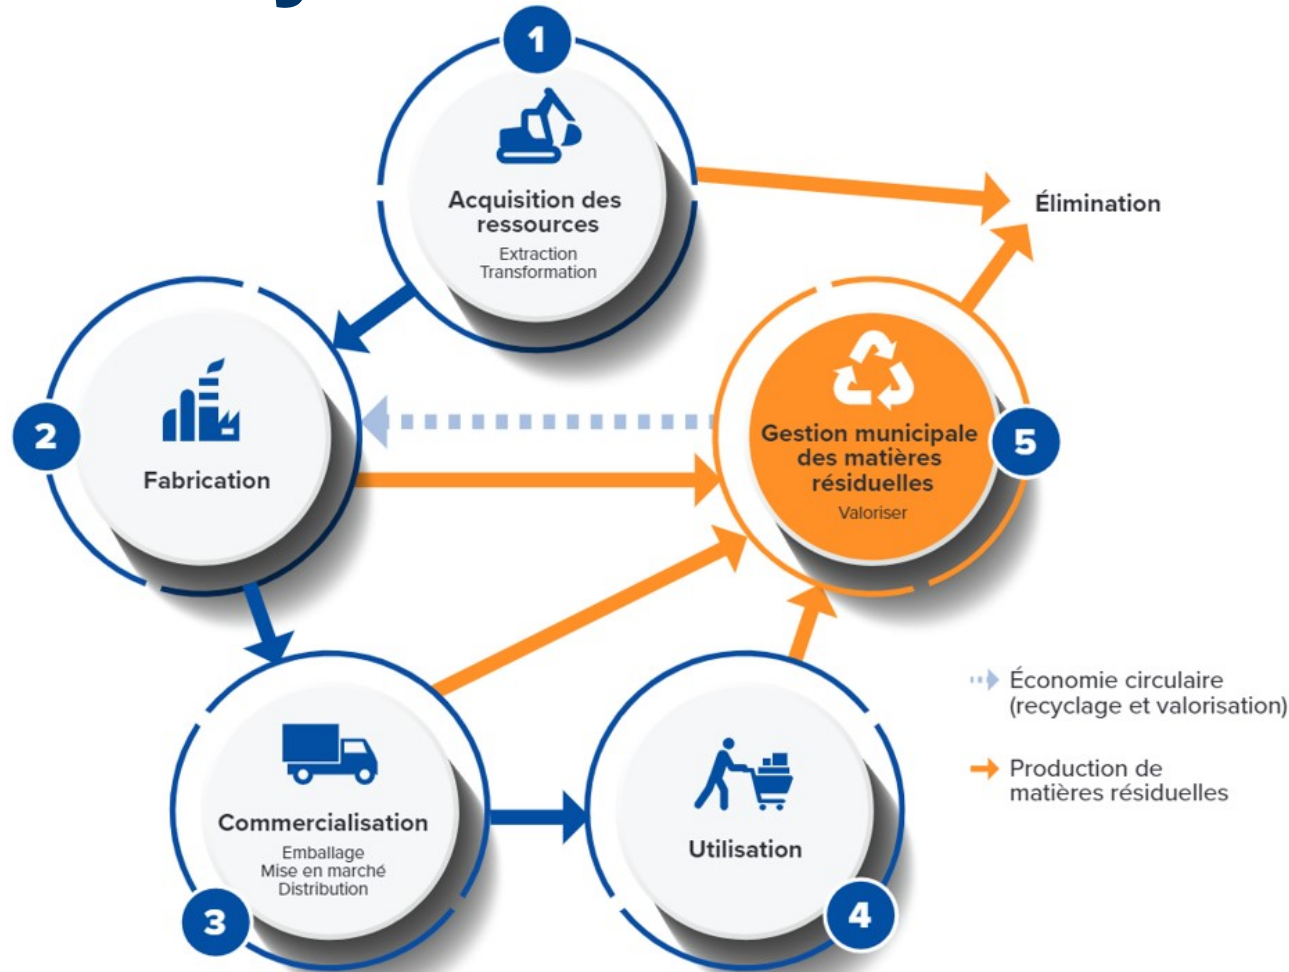 1
Acquisition des
ressources
Extraction
Transformation
Élimination
2
Fabrication
Gestion municipale
des matières
résiduelles
Valoriser
5
Commercialisation
Emballage
Mise en marché
Distribution
3
Utilisation
4
Économie circulaire
(recyclage et valorisation)
Production de
matières résiduelles